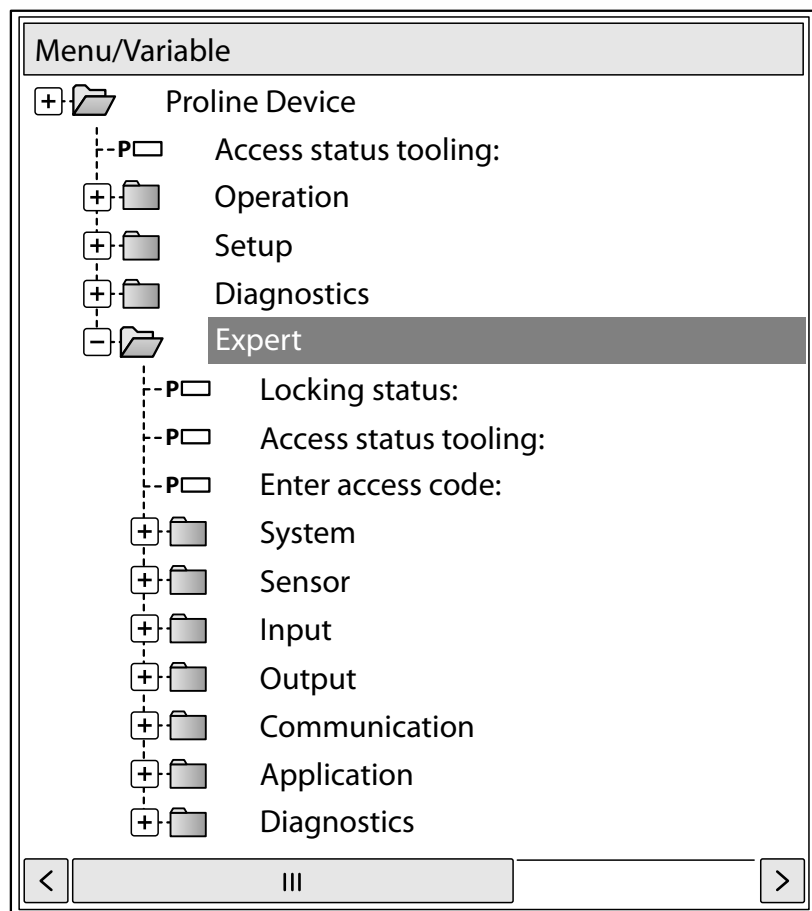 Menu/Variable
Proline Device
P Access status tooling:
Operation
Setup
Diagnostics
Expert
P Locking status:
P Access status tooling:
P Enter access code:
System
Sensor
Input
Output
Communication
Application
Diagnostics